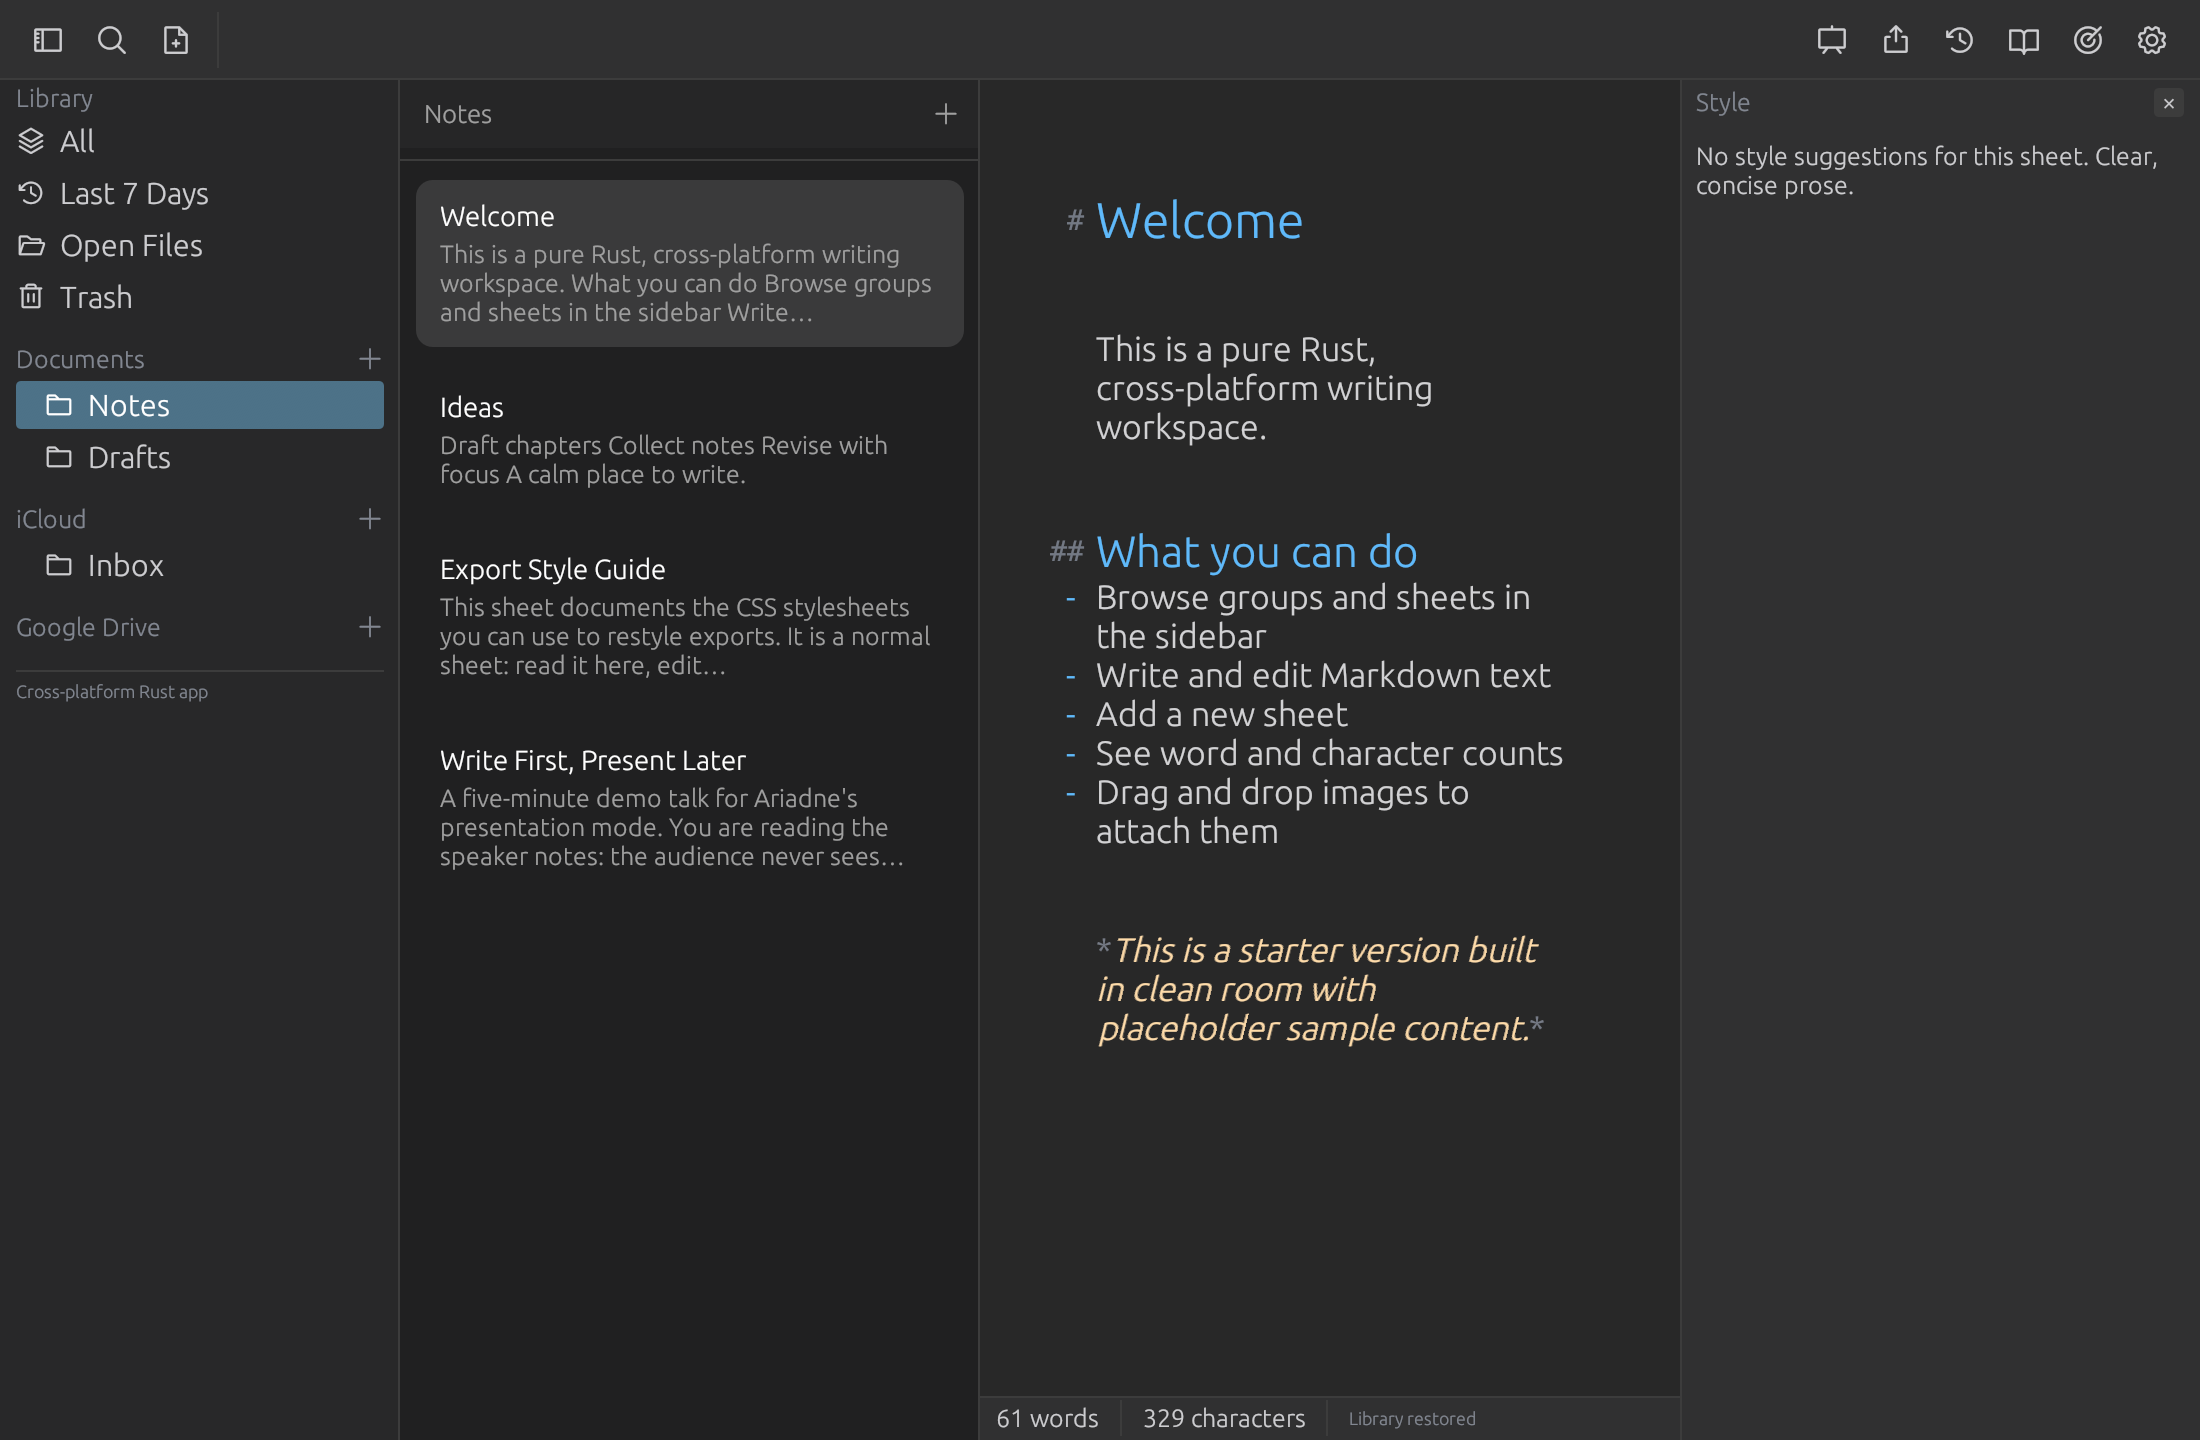 Library
All
Last 7 Days
Open Files
Trash
Documents
Notes
Drafts
iCloud
Inbox
Google Drive
Cross-platform Rust app
Notes
Welcome
This is a pure Rust, cross-platform writing
workspace. What you can do Browse groups
and sheets in the sidebar Write…
Ideas
Draft chapters Collect notes Revise with
focus A calm place to write.
Export Style Guide
This sheet documents the CSS stylesheets
you can use to restyle exports. It is a normal
sheet: read it here, edit…
Write First, Present Later
A five-minute demo talk for Ariadne's
presentation mode. You are reading the
speaker notes: the audience never sees…
# Welcome
This is a pure Rust,
cross-platform writing
workspace.
## What you can do
- Browse groups and sheets in
the sidebar
- Write and edit Markdown text
- Add a new sheet
- See word and character counts
- Drag and drop images to
attach them
*This is a starter version built
in clean room with
placeholder sample content.*
61 words
329 characters
Library restored
Style
No style suggestions for this sheet. Clear,
concise prose.